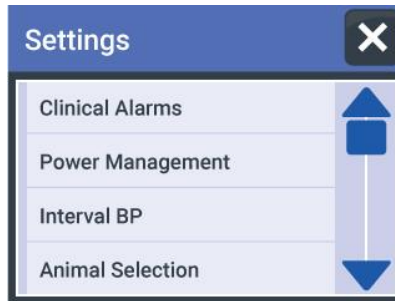 Settings
Clinical Alarms
Power Management
Interval BP
Animal Selection